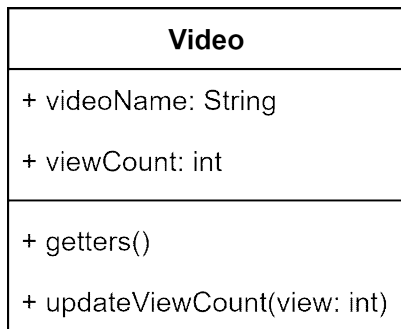 Video
+ videoName: String
+ viewCount: int
+ getters()
+ updateViewCount(view: int)